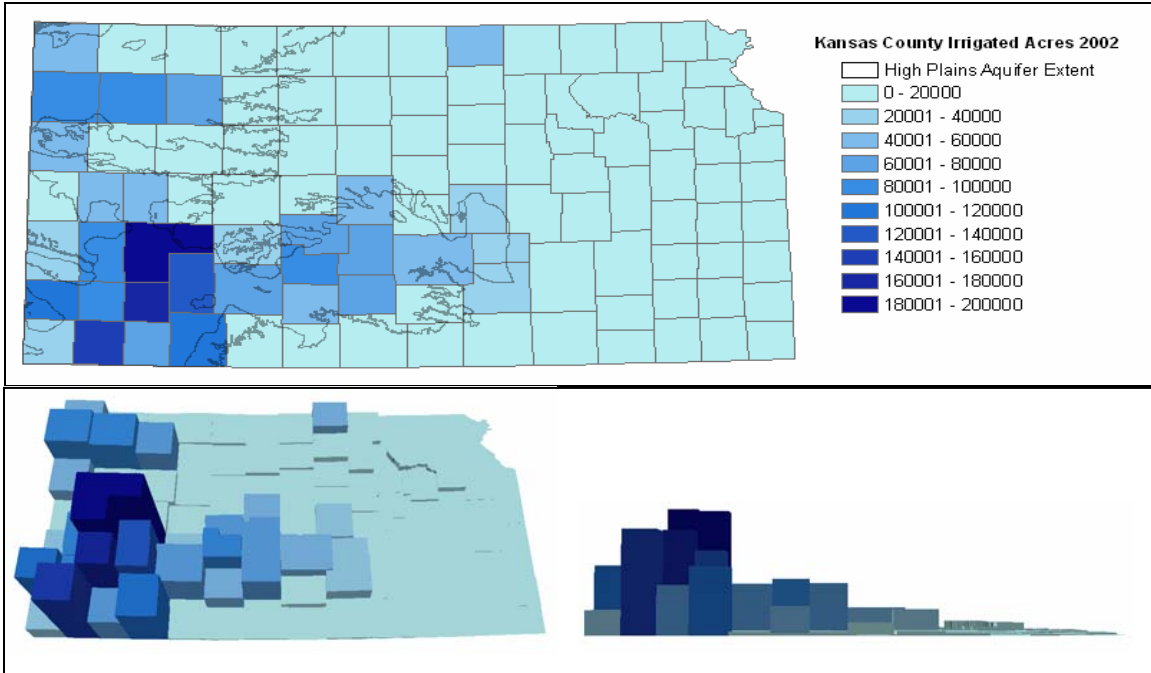 Kansas County Irrigated Acres 2002
High Plains Aquifer Extent
0 - 20000
20001 - 40000
40001 - 60000
60001 - 80000
80001 - 100000
100001 - 120000
120001 - 140000
140001 - 160000
160001 - 180000
180001 - 200000